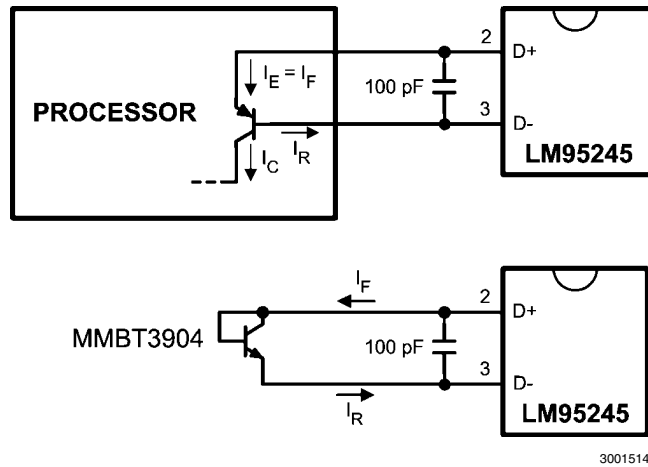 2
D+
I_E = I_F
100 pF
PROCESSOR
3
D-
I_R
I_C
LM95245
I_F
2
D+
MMBT3904
100 pF
3
D-
I_R
LM95245
3001514